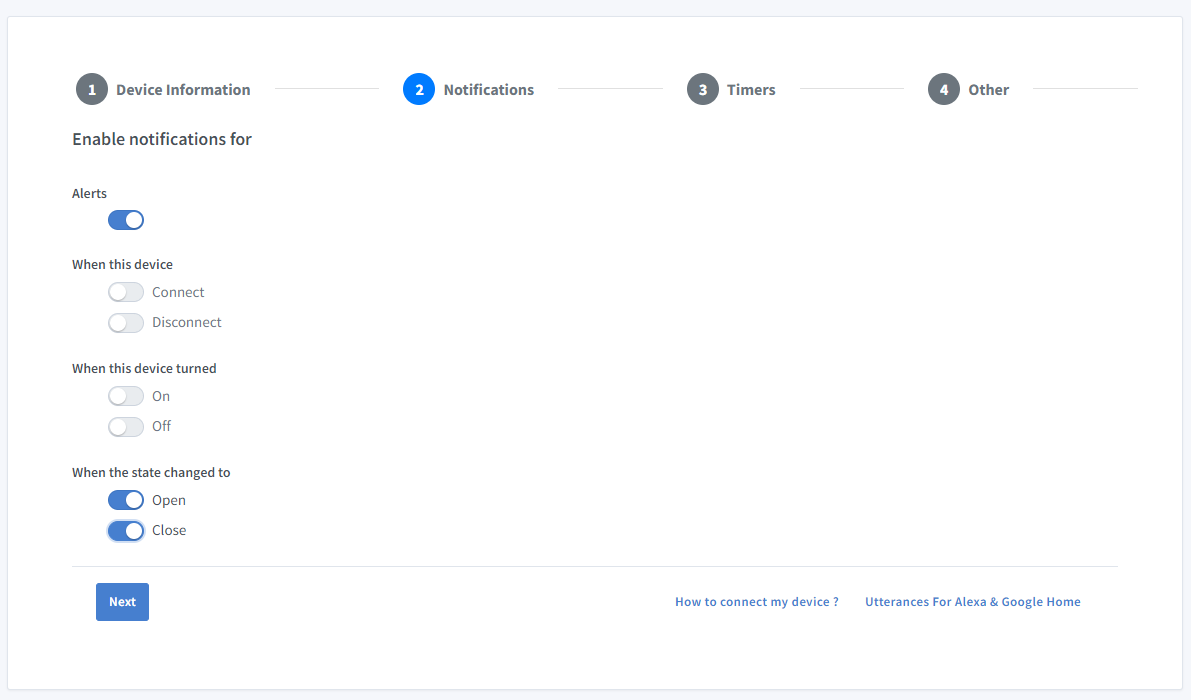 1 Device Information 2 Notifications 3 Timers 4 Other
Enable notifications for
Alerts
When this device
Connect
Disconnect
When this device turned
On
Off
When the state changed to
Open
Close
Next How to connect my device ? Utterances For Alexa & Google Home